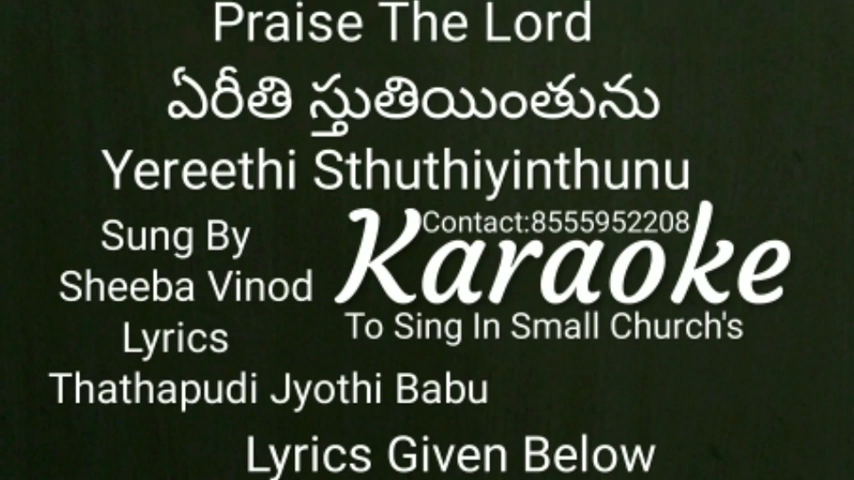 Praise The Lord
ఏరీతి స్తుతియింతును
Yereethi Sthuthiyinthunu
Contact:8555952208
Sung By
Karaoke
Sheeba Vinod
To Sing In Small Church's
Lyrics
Thathapudi Jyothi Babu
Lyrics Given Below